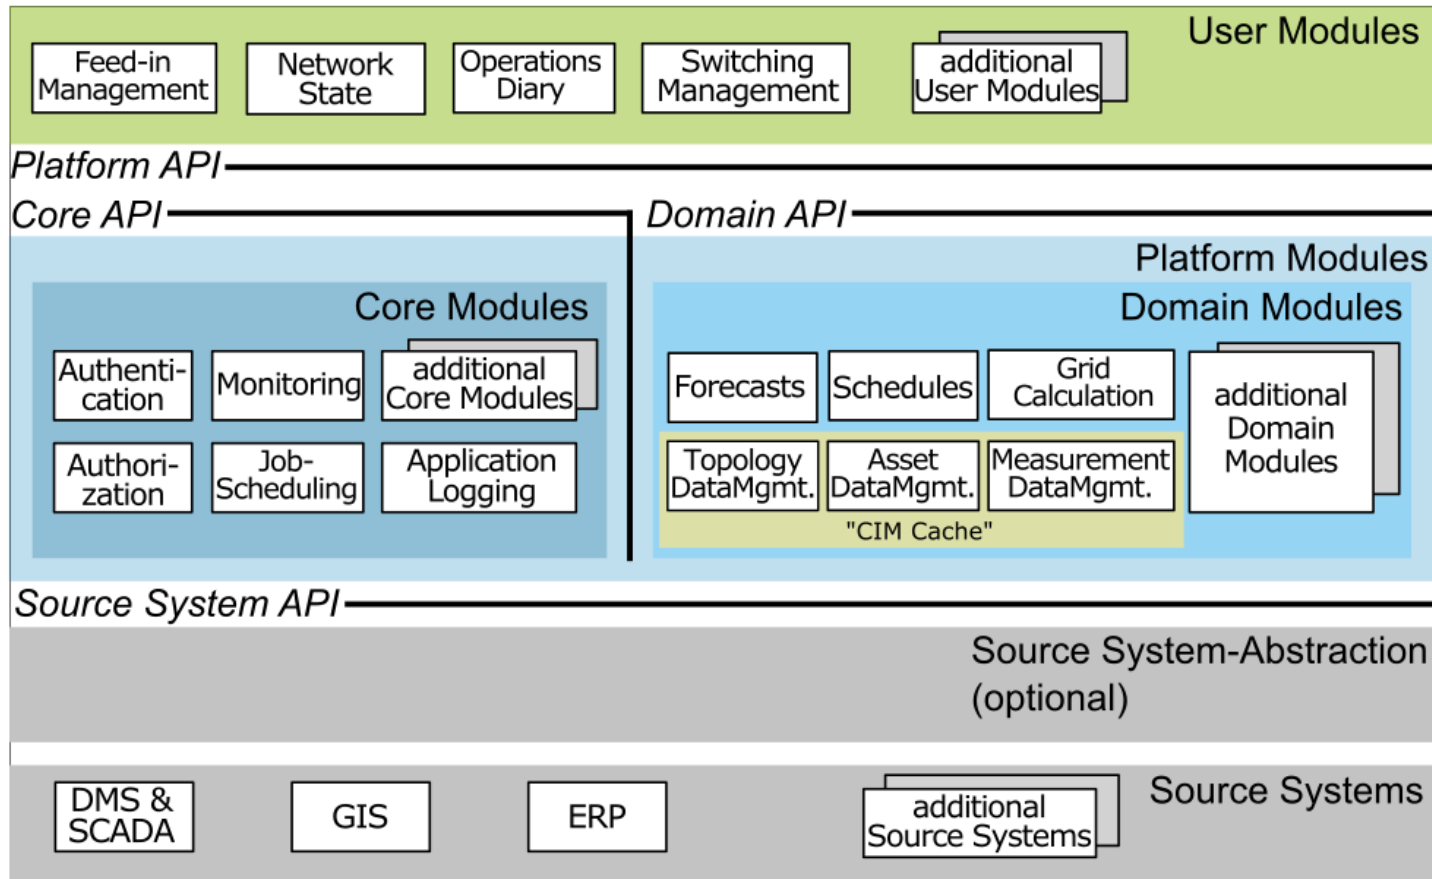 User Modules
Feed-in
Management
Network
State
Operations
Diary
Switching
Management
additional
User Modules
Platform API
Core API
Domain API
Platform Modules
Core Modules
Authenti-
cation
Monitoring
additional
Core Modules
Authori-
zation
Job-
Scheduling
Application
Logging
Domain Modules
Forecasts
Schedules
Grid
Calculation
additional
Domain
Modules
Topology
DataMgmt.
Asset
DataMgmt.
Measurement
DataMgmt.
"CIM Cache"
Source System API
Source System-Abstraction
(optional)
Source Systems
DMS &
SCADA
GIS
ERP
additional
Source Systems